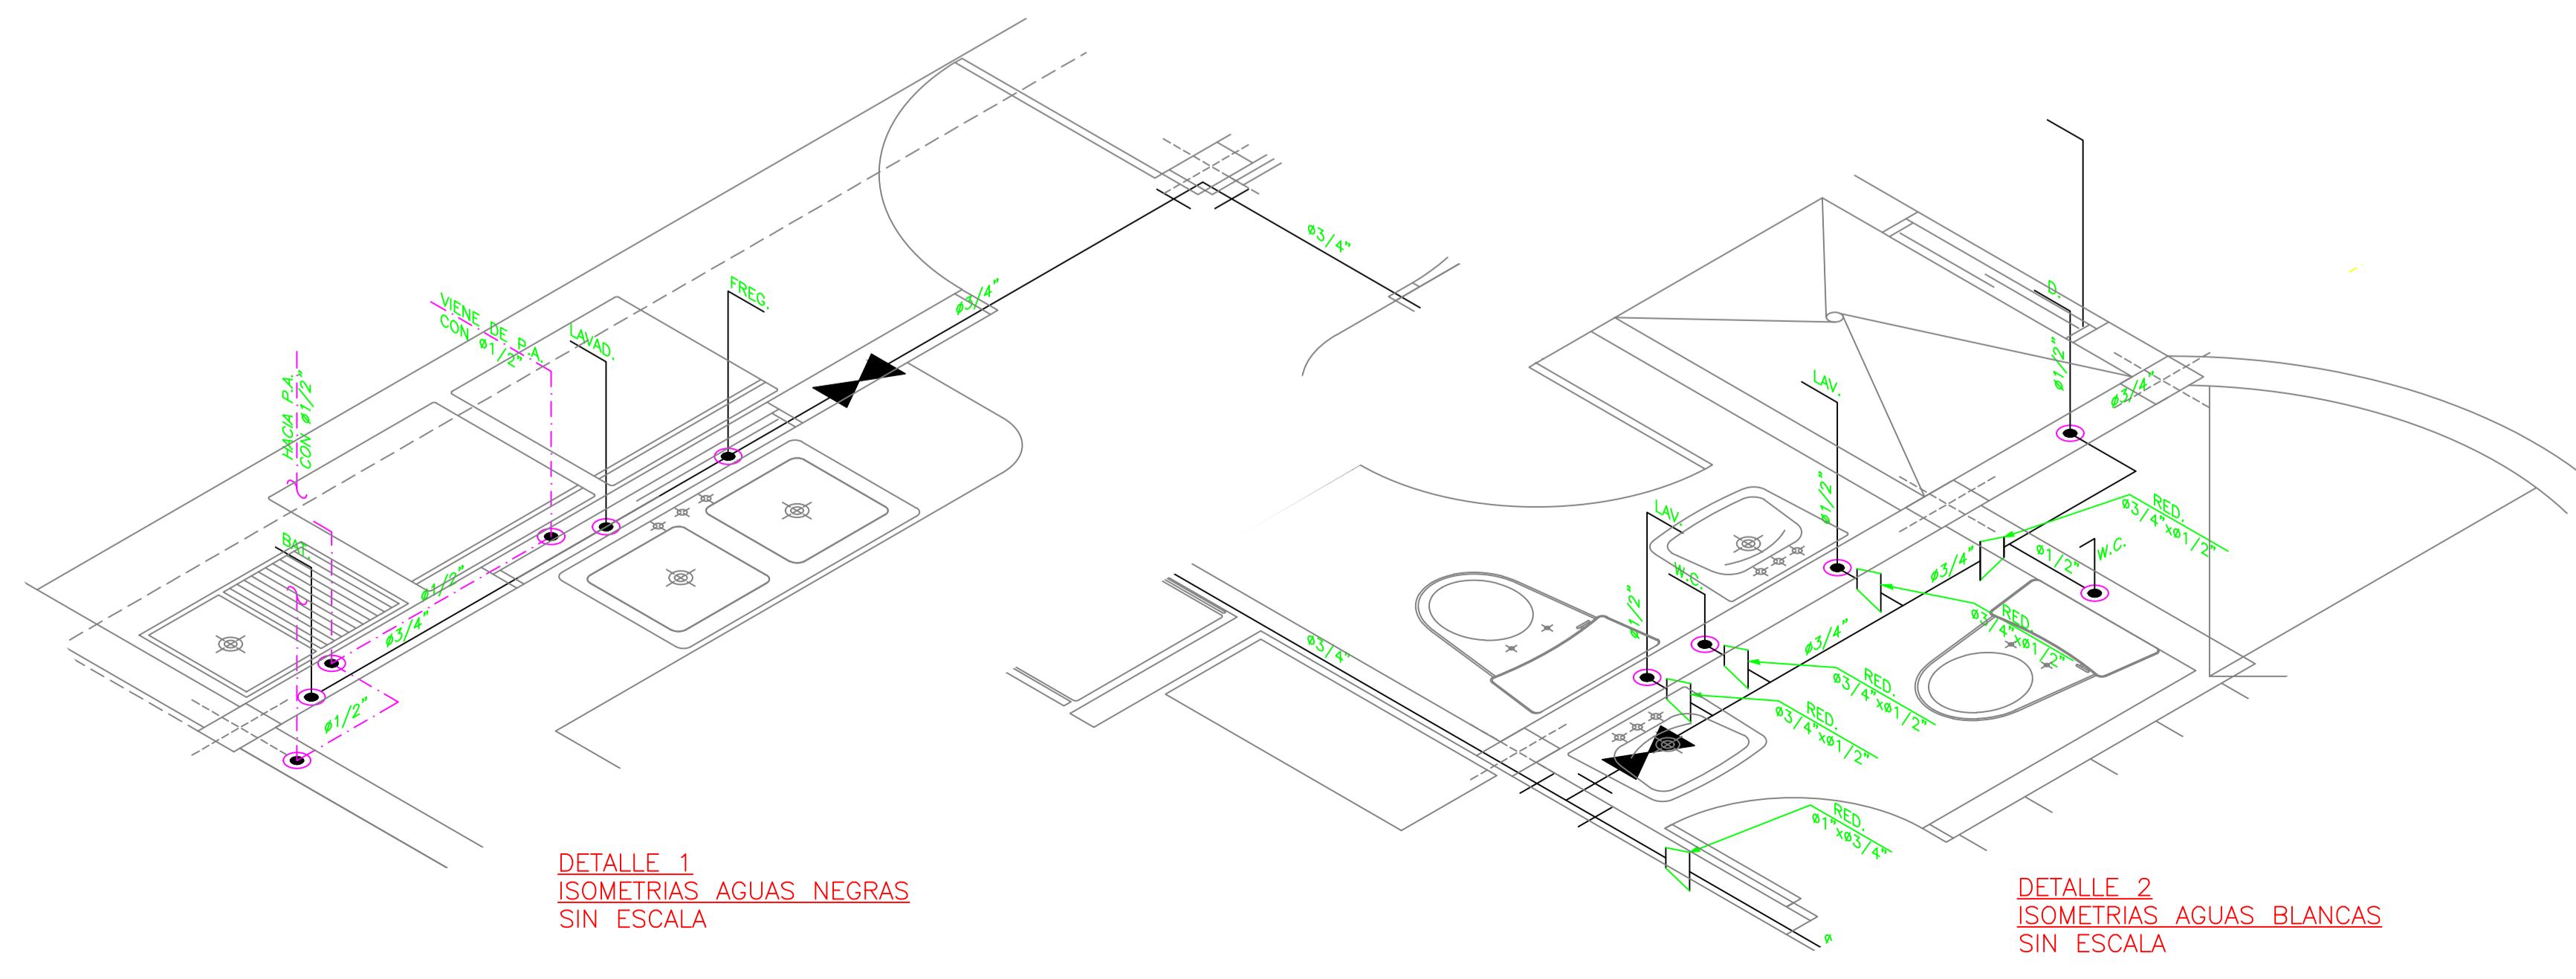 HACIA P.A.
CON ø1/2"
VIENE DE P.A.
CON ø1/2"
LAVAD.
FREG.
ø3/4"
ø3/4"
BAT.
ø1/2"
ø3/4"
ø1/2"
DETALLE 1
ISOMETRIAS AGUAS NEGRAS
SIN ESCALA
D.
ø1/2"
ø3/4"
LAV.
ø1/2"
LAV.
ø1/2"
W.C.
RED.
ø3/4"xø1/2"
ø3/4"
ø1/2"
W.C.
RED.
ø3/4"xø1/2"
ø3/4"
RED.
ø3/4"xø1/2"
RED.
ø3/4"xø1/2"
ø3/4"
RED.
ø1"xø3/4"
ø
DETALLE 2
ISOMETRIAS AGUAS BLANCAS
SIN ESCALA